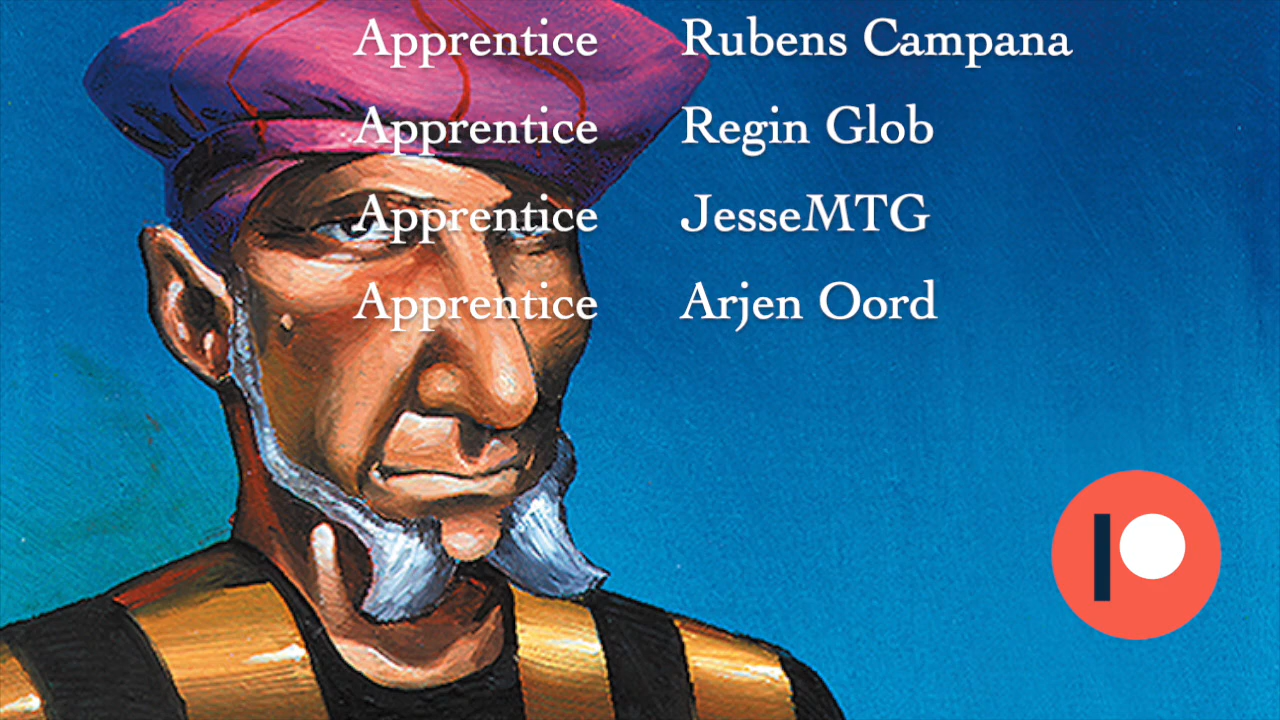 Apprentice Rubens Campana
Apprentice Regin Glob
Apprentice JesseMTG
Apprentice Arjen Oord